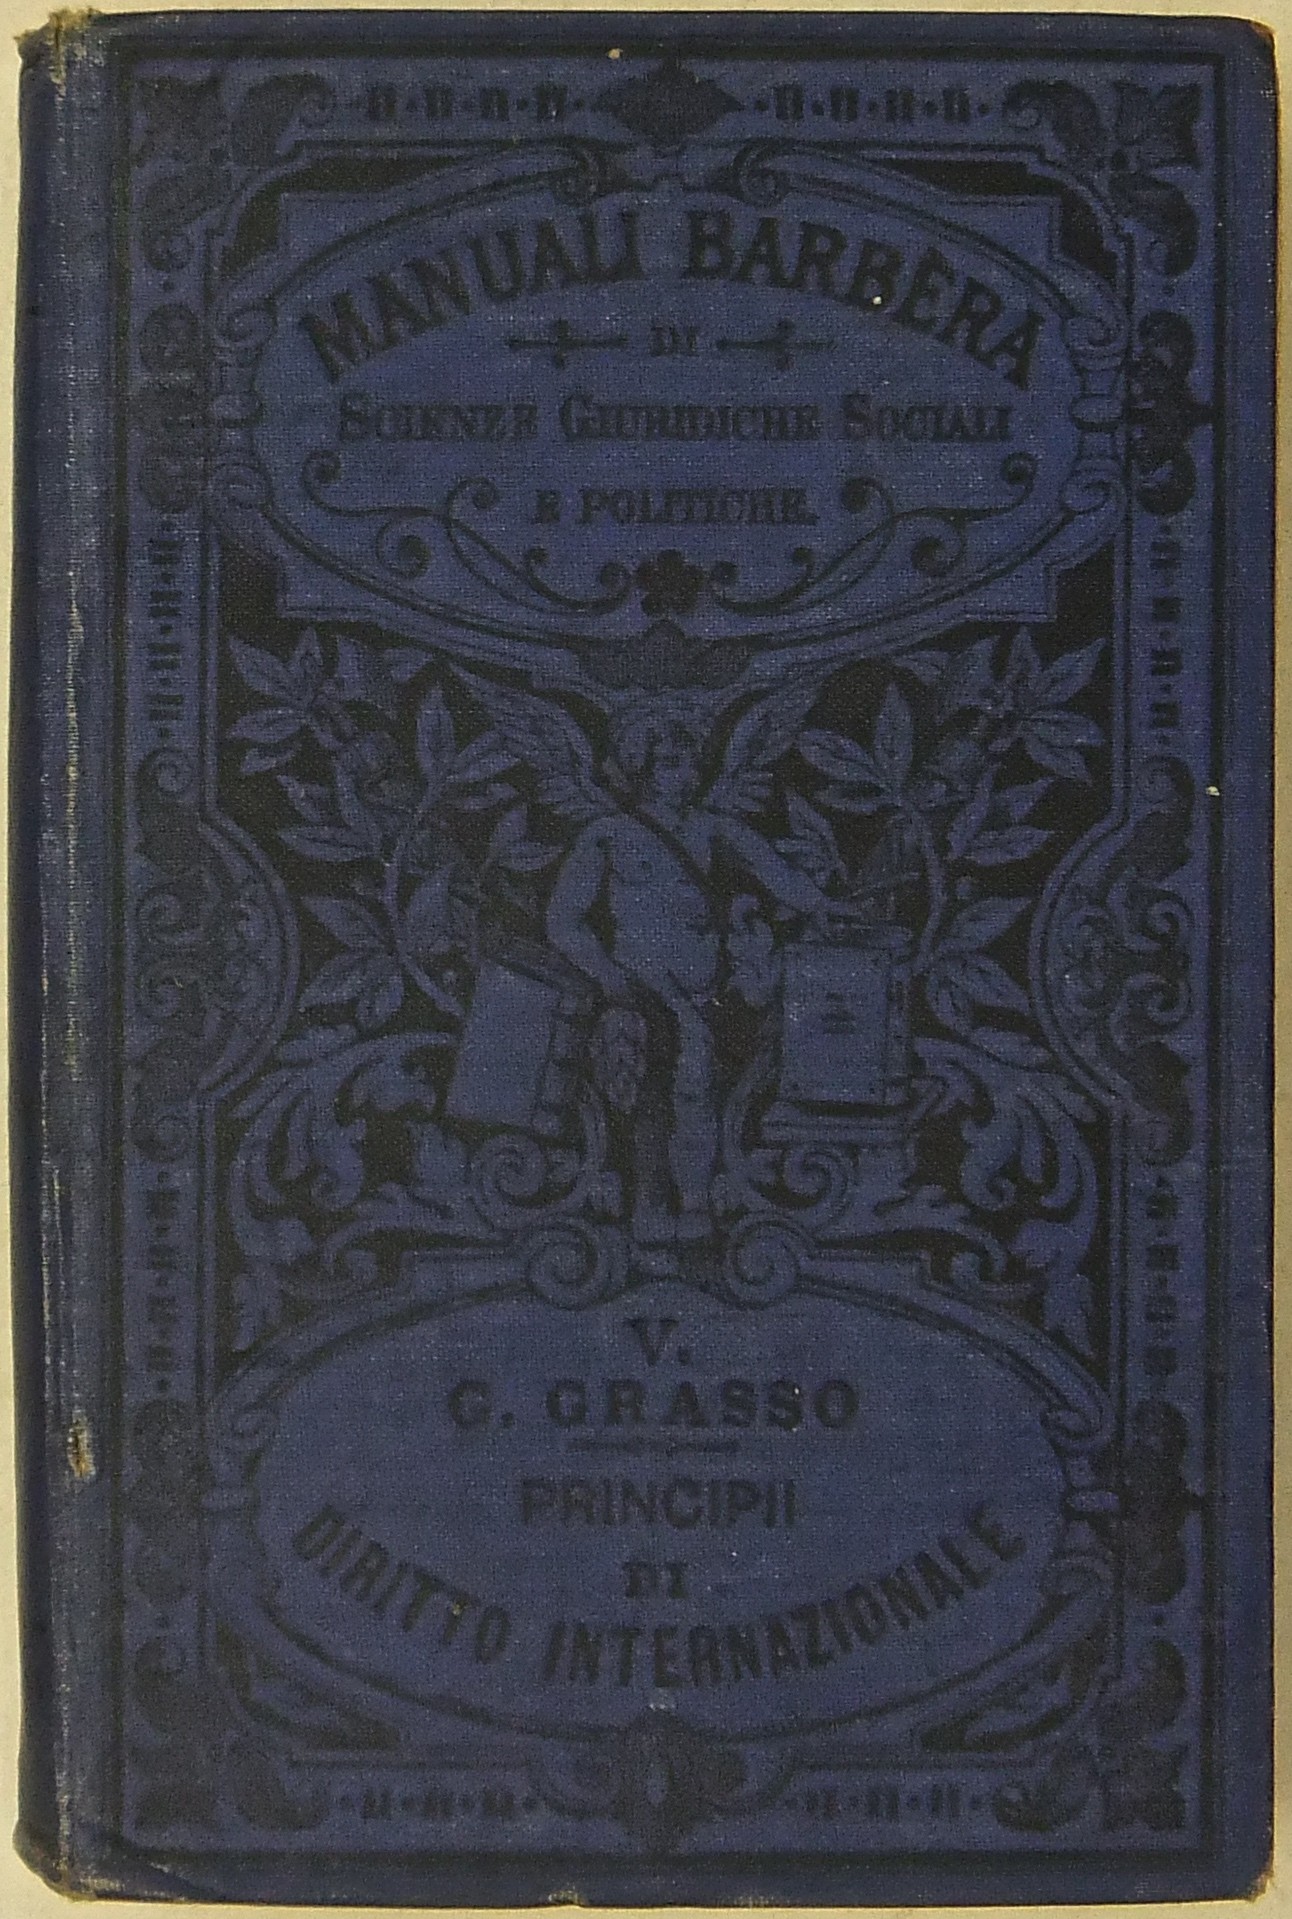 MANUALI BARBÈRA
DI
SCIENZE GIURIDICHE SOCIALI
E POLITICHE.
V.
G. GRASSO
PRINCIPII
DI
DIRITTO INTERNAZIONALE